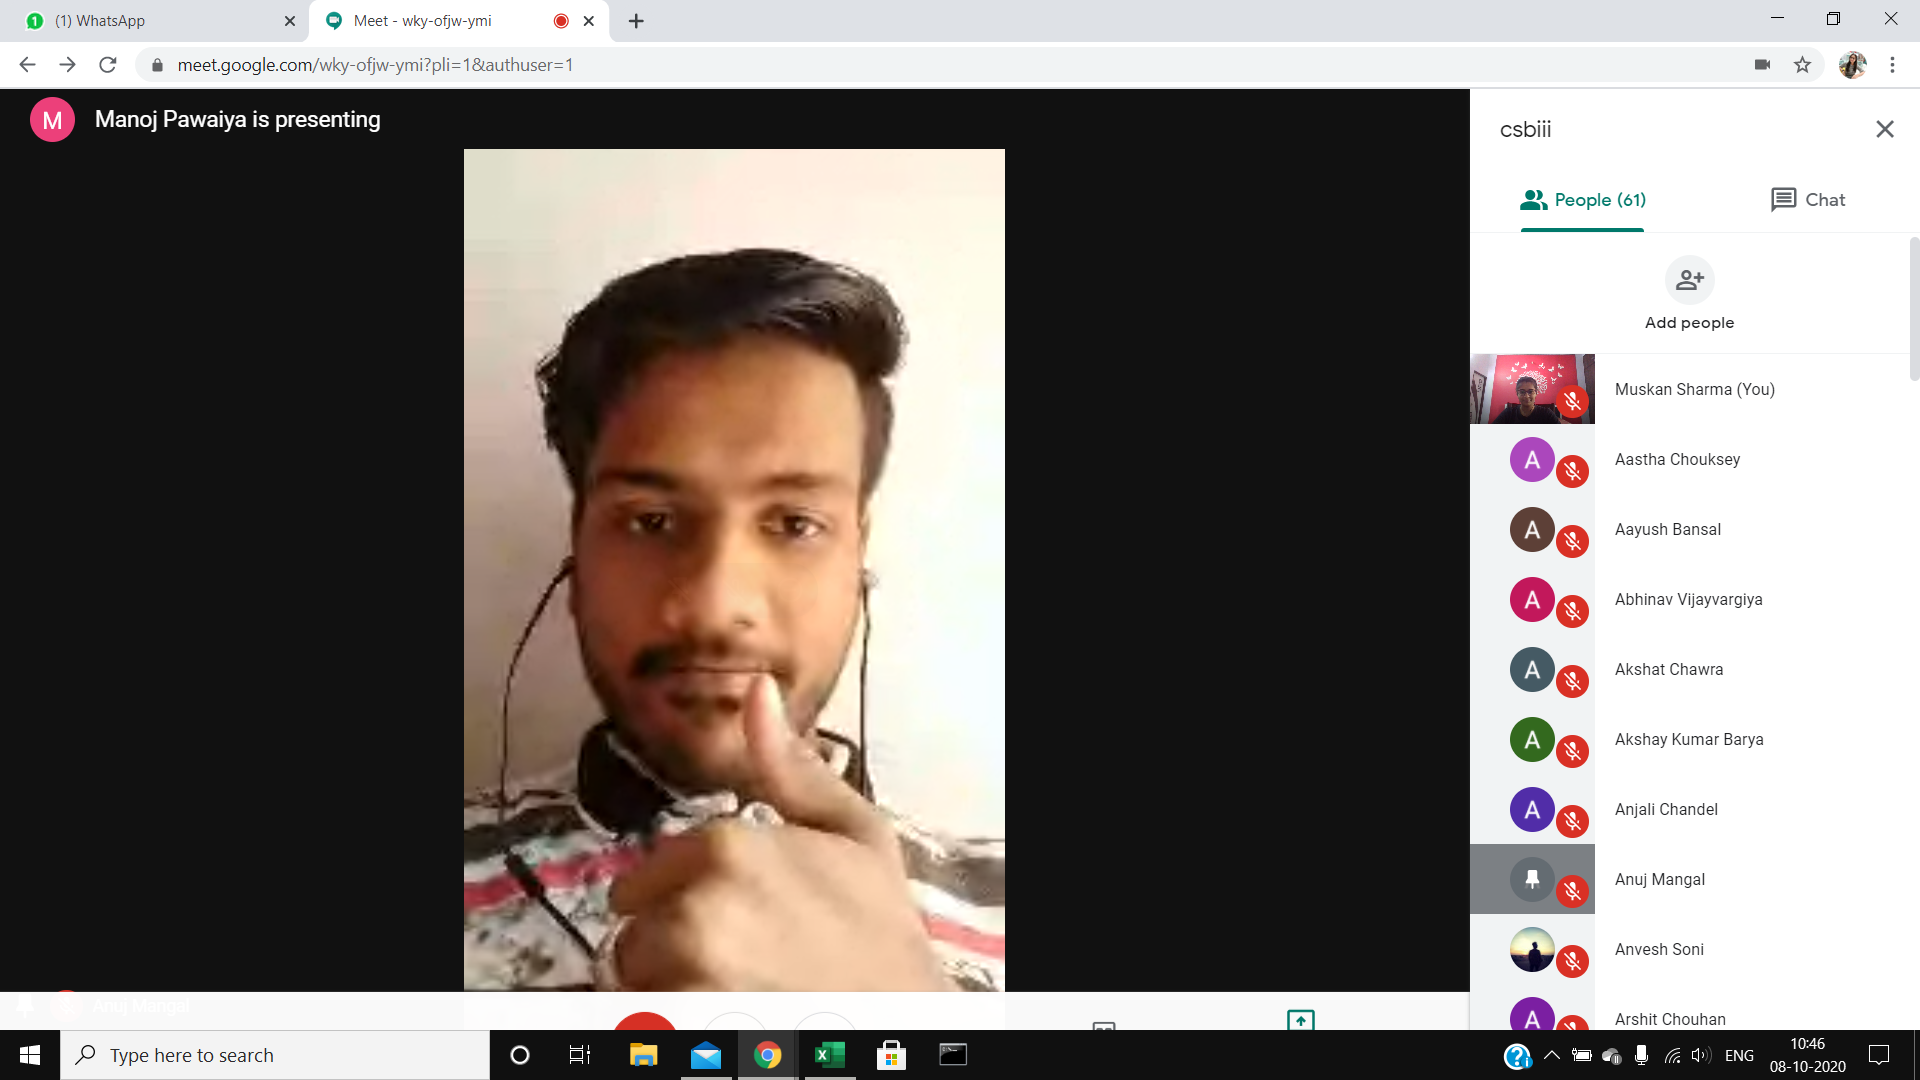 (1) WhatsApp
Meet - wky-ofjw-ymi
meet.google.com/wky-ofjw-ymi?pli=1&authuser=1
M
Manoj Pawaiya is presenting
csbiii
People (61)
Chat
Add people
Muskan Sharma (You)
A
Aastha Chouksey
A
Aayush Bansal
A
Abhinav Vijayvargiya
A
Akshat Chawra
A
Akshay Kumar Barya
A
Anjali Chandel
Anuj Mangal
Anvesh Soni
A
Arshit Chouhan
Anuj Mangal
Type here to search
ENG
10:46
08-10-2020